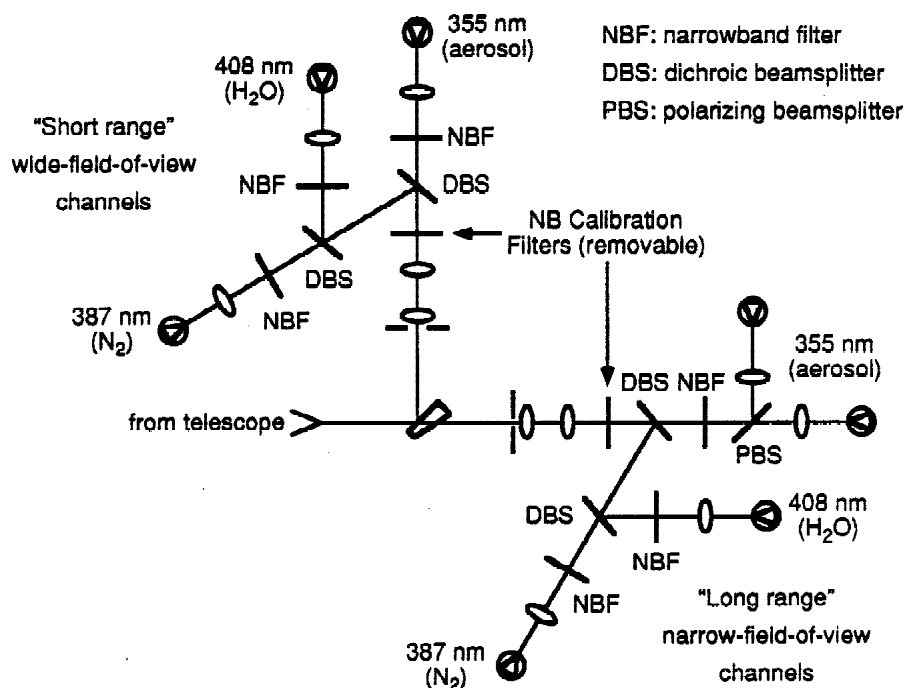 355 nm
(aerosol)
NBF: narrowband filter
DBS: dichroic beamsplitter
PBS: polarizing beamsplitter
408 nm
(H₂O)
"Short range"
wide-field-of-view
channels
NBF
NBF
DBS
NB Calibration
Filters (removable)
DBS
NBF
387 nm
(N₂)
355 nm
(aerosol)
DBS
NBF
from telescope
PBS
DBS
408 nm
(H₂O)
NBF
NBF
"Long range"
narrow-field-of-view
channels
387 nm
(N₂)